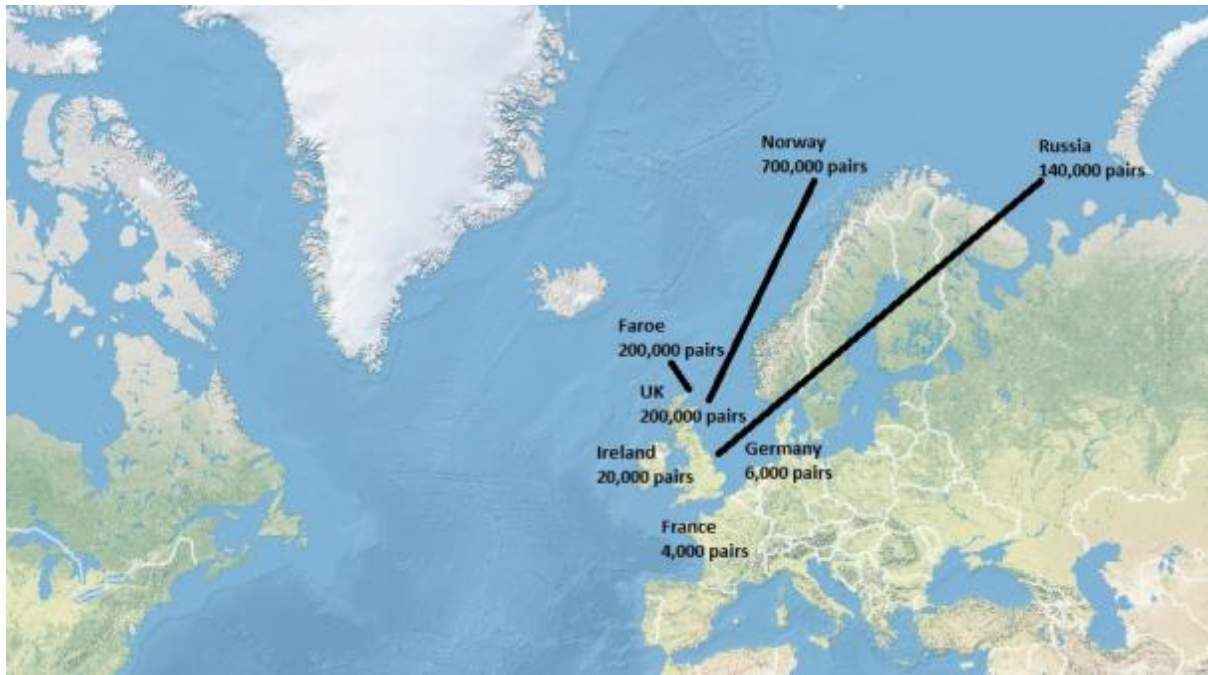 Norway
700,000 pairs
Russia
140,000 pairs
Faroe
200,000 pairs
UK
200,000 pairs
Ireland
20,000 pairs
Germany
6,000 pairs
France
4,000 pairs